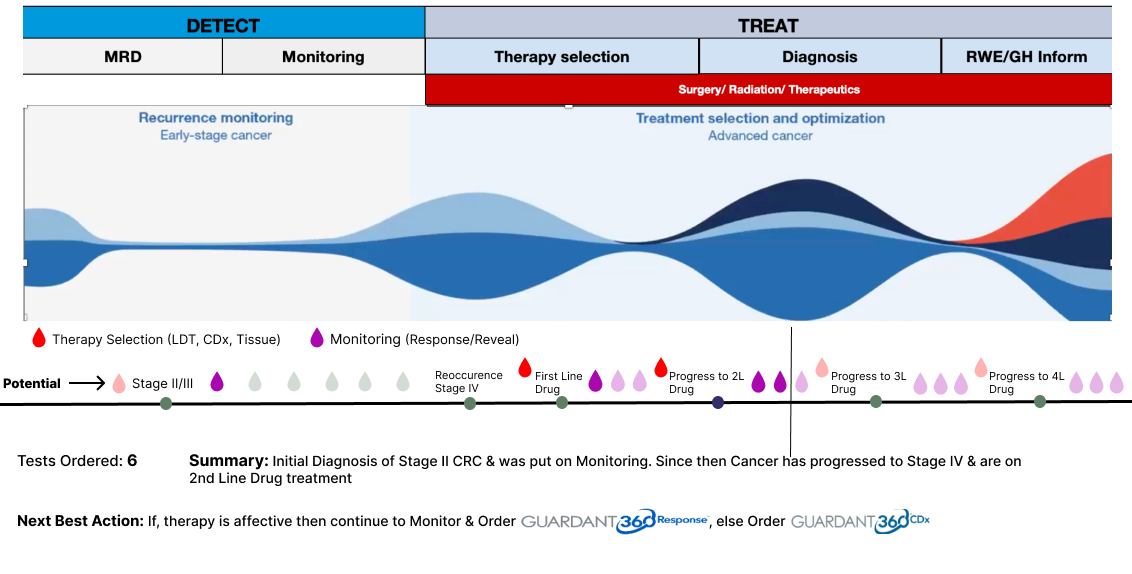 DETECT
TREAT
MRD
Monitoring
Therapy selection
Diagnosis
RWE/GH Inform
Surgery/ Radiation/ Therapeutics
Recurrence monitoring
Early-stage cancer
Treatment selection and optimization
Advanced cancer
Therapy Selection (LDT, CDx, Tissue)
Monitoring (Response/Reveal)
Potential
Stage II/III
Reoccurence
Stage IV
First Line
Drug
Progress to 2L
Drug
Progress to 3L
Drug
Progress to 4L
Drug
Tests Ordered: 6
Summary: Initial Diagnosis of Stage II CRC & was put on Monitoring. Since then Cancer has progressed to Stage IV & are on
2nd Line Drug treatment
Next Best Action: If, therapy is affective then continue to Monitor & Order GUARDANT360 Response, else Order GUARDANT360 CDx